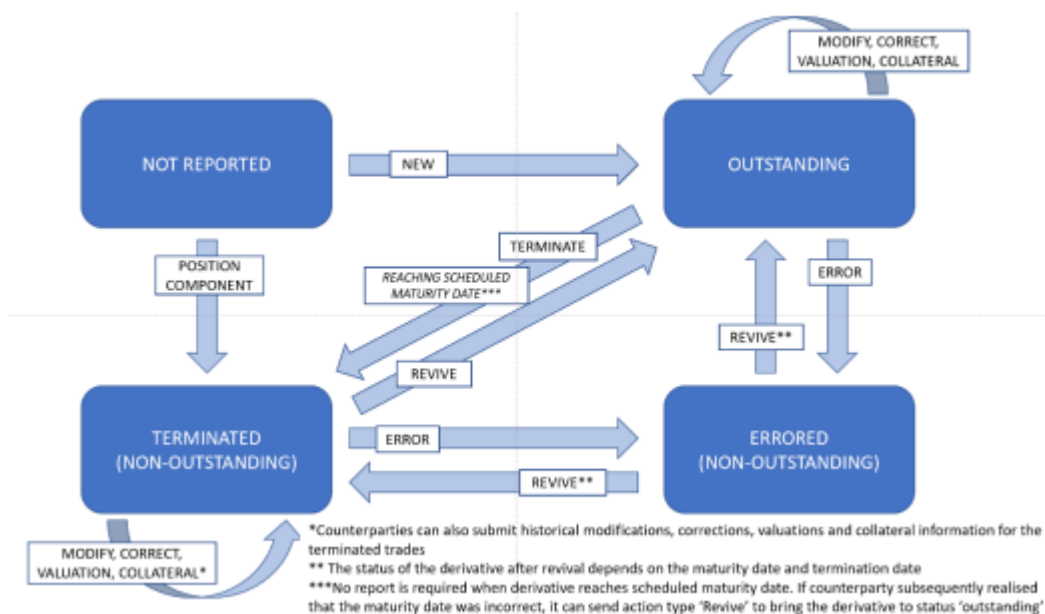 MODIFY, CORRECT,
VALUATION, COLLATERAL
NOT REPORTED
NEW
OUTSTANDING
TERMINATE
POSITION
COMPONENT
REACHING SCHEDULED
MATURITY DATE***
ERROR
REVIVE**
REVIVE
TERMINATED
(NON-OUTSTANDING)
ERROR
ERRORED
(NON-OUTSTANDING)
REVIVE**
MODIFY, CORRECT,
VALUATION, COLLATERAL*
*Counterparties can also submit historical modifications, corrections, valuations and collateral information for the
terminated trades
** The status of the derivative after revival depends on the maturity date and termination date
***No report is required when derivative reaches scheduled maturity date. If counterparty subsequently realised
that the maturity date was incorrect, it can send action type 'Revive' to bring the derivative to status 'outstanding'